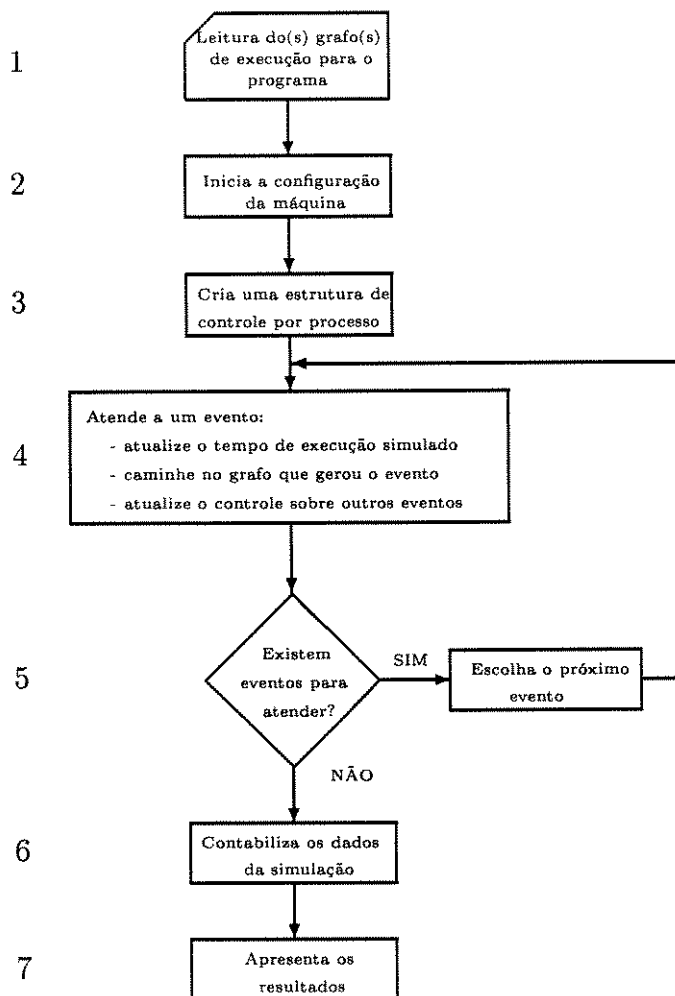 1
Leitura do(s) grafo(s)
de execução para o
programa
2
Inicia a configuração
da máquina
3
Cria uma estrutura de
controle por processo
4
Atende a um evento:
- atualize o tempo de execução simulado
- caminhe no grafo que gerou o evento
- atualize o controle sobre outros eventos
5
Existem
eventos para
atender?
SIM
Escolha o próximo
evento
NÃO
6
Contabiliza os dados
da simulação
7
Apresenta os
resultados